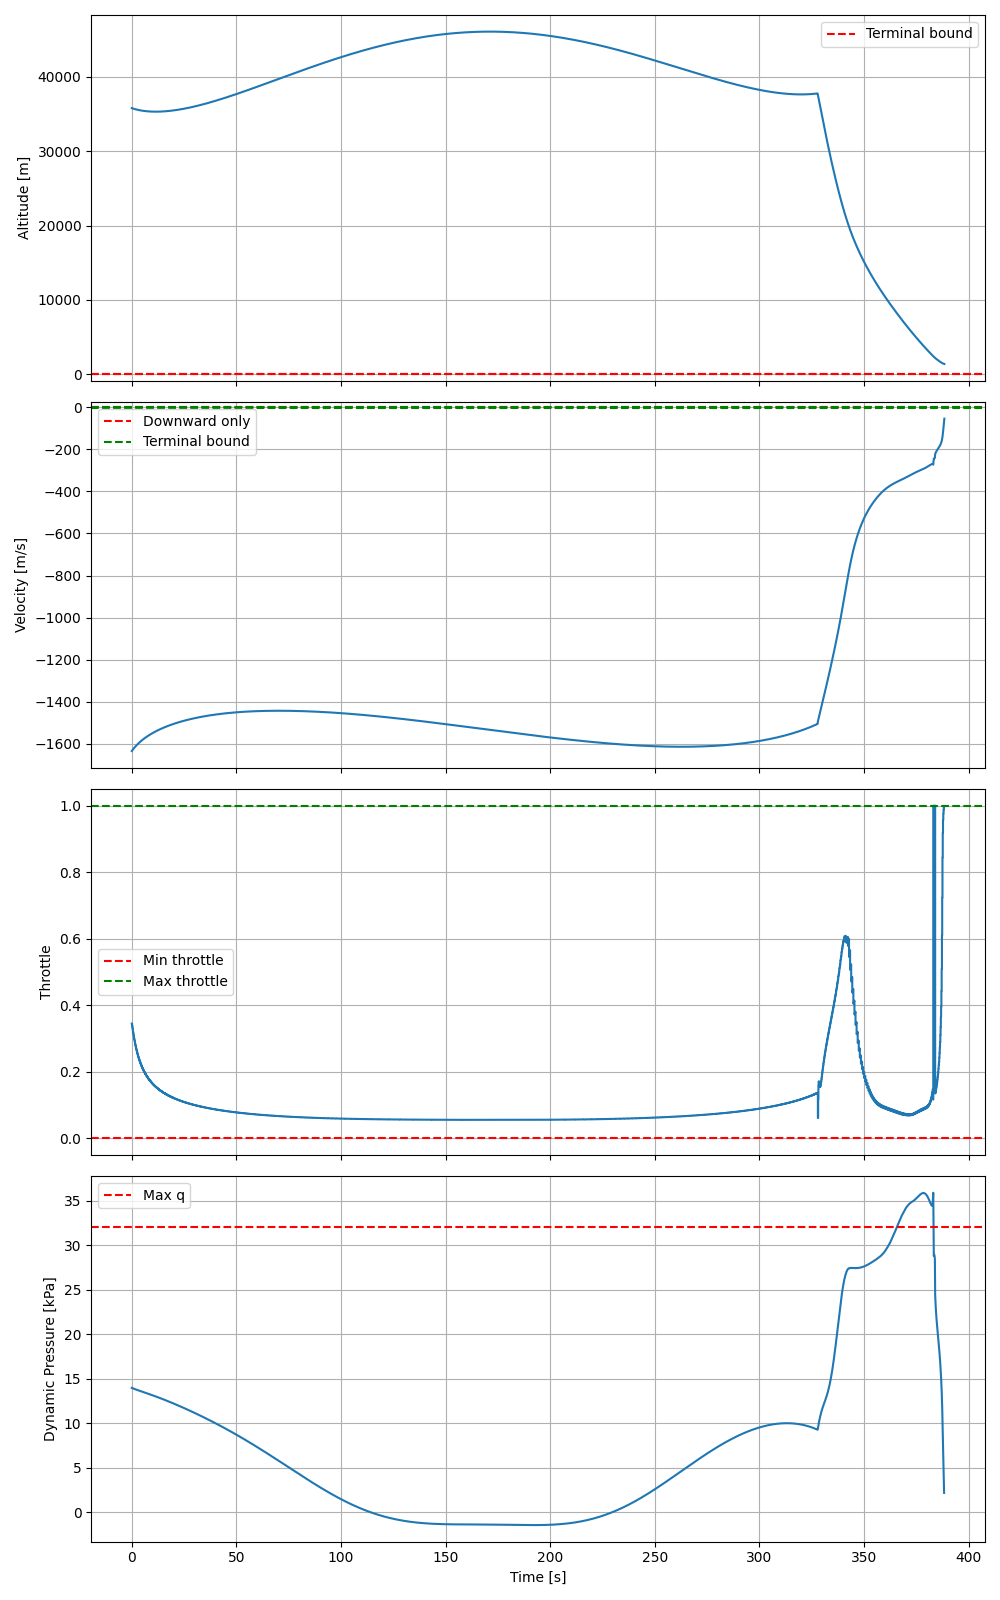 Altitude [m]
40000
30000
20000
10000
0
Terminal bound
Velocity [m/s]
0
−200
−400
−600
−800
−1000
−1200
−1400
−1600
Downward only
Terminal bound
Throttle
1.0
0.8
0.6
0.4
0.2
0.0
Min throttle
Max throttle
Dynamic Pressure [kPa]
35
30
25
20
15
10
5
0
Max q
0 50 100 150 200 250 300 350 400
Time [s]